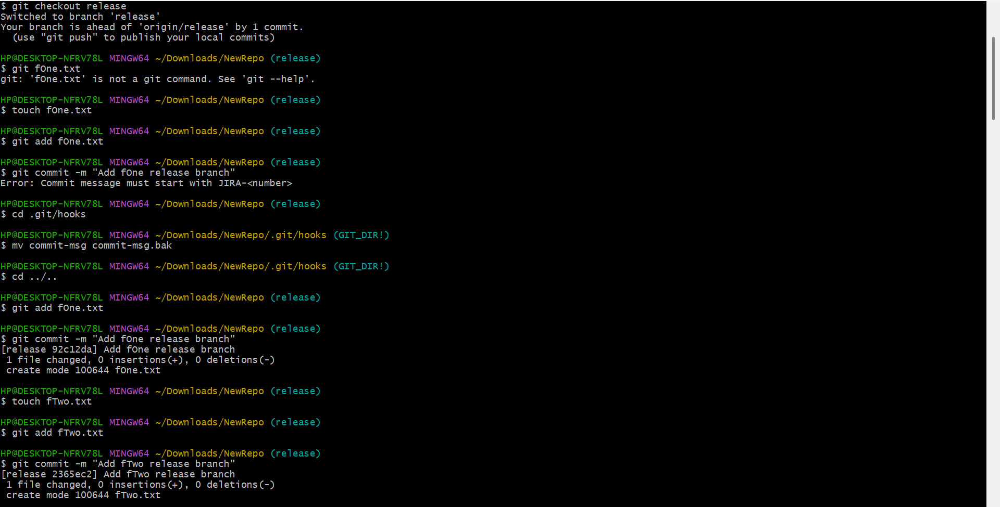 $ git checkout release
Switched to branch 'release'
Your branch is ahead of 'origin/release' by 1 commit.
  (use "git push" to publish your local commits)
HP@DESKTOP-NFRV78L MINGW64 ~/Downloads/NewRepo (release)
$ git fOne.txt
git: 'fOne.txt' is not a git command. See 'git --help'.
HP@DESKTOP-NFRV78L MINGW64 ~/Downloads/NewRepo (release)
$ touch fOne.txt
HP@DESKTOP-NFRV78L MINGW64 ~/Downloads/NewRepo (release)
$ git add fOne.txt
HP@DESKTOP-NFRV78L MINGW64 ~/Downloads/NewRepo (release)
$ git commit -m "Add fOne release branch"
Error: Commit message must start with JIRA-<number>
HP@DESKTOP-NFRV78L MINGW64 ~/Downloads/NewRepo (release)
$ cd .git/hooks
HP@DESKTOP-NFRV78L MINGW64 ~/Downloads/NewRepo/.git/hooks (GIT_DIR!)
$ mv commit-msg commit-msg.bak
HP@DESKTOP-NFRV78L MINGW64 ~/Downloads/NewRepo/.git/hooks (GIT_DIR!)
$ cd ../..
HP@DESKTOP-NFRV78L MINGW64 ~/Downloads/NewRepo (release)
$ git add fOne.txt
HP@DESKTOP-NFRV78L MINGW64 ~/Downloads/NewRepo (release)
$ git commit -m "Add fOne release branch"
[release 92c12da] Add fOne release branch
 1 file changed, 0 insertions(+), 0 deletions(-)
 create mode 100644 fOne.txt
HP@DESKTOP-NFRV78L MINGW64 ~/Downloads/NewRepo (release)
$ touch fTwo.txt
HP@DESKTOP-NFRV78L MINGW64 ~/Downloads/NewRepo (release)
$ git add fTwo.txt
HP@DESKTOP-NFRV78L MINGW64 ~/Downloads/NewRepo (release)
$ git commit -m "Add fTwo release branch"
[release 2365ec2] Add fTwo release branch
 1 file changed, 0 insertions(+), 0 deletions(-)
 create mode 100644 fTwo.txt